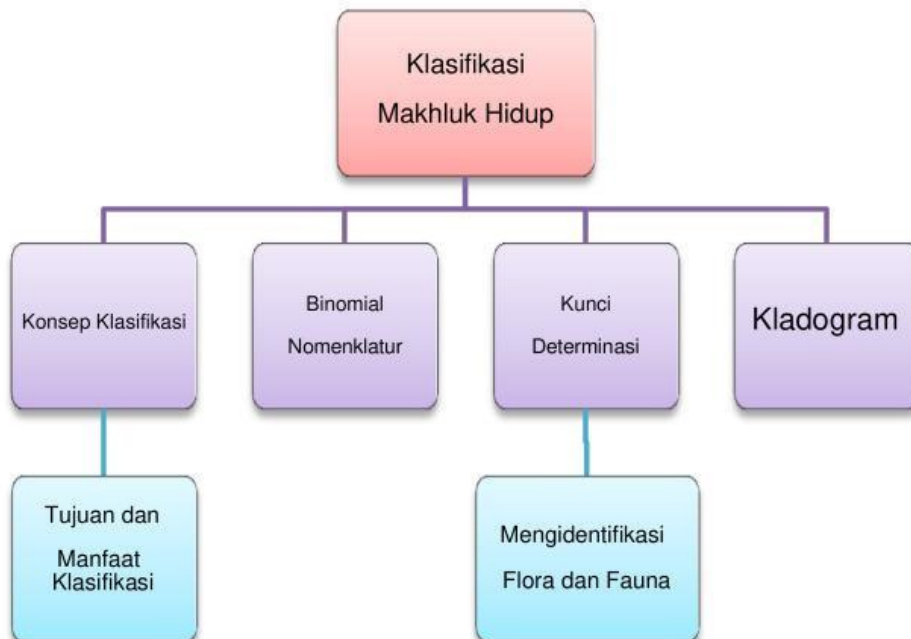 Klasifikasi
Makhluk Hidup
Konsep Klasifikasi
Binomial
Nomenklatur
Kunci
Determinasi
Kladogram
Tujuan dan
Manfaat
Klasifikasi
Mengidentifikasi
Flora dan Fauna